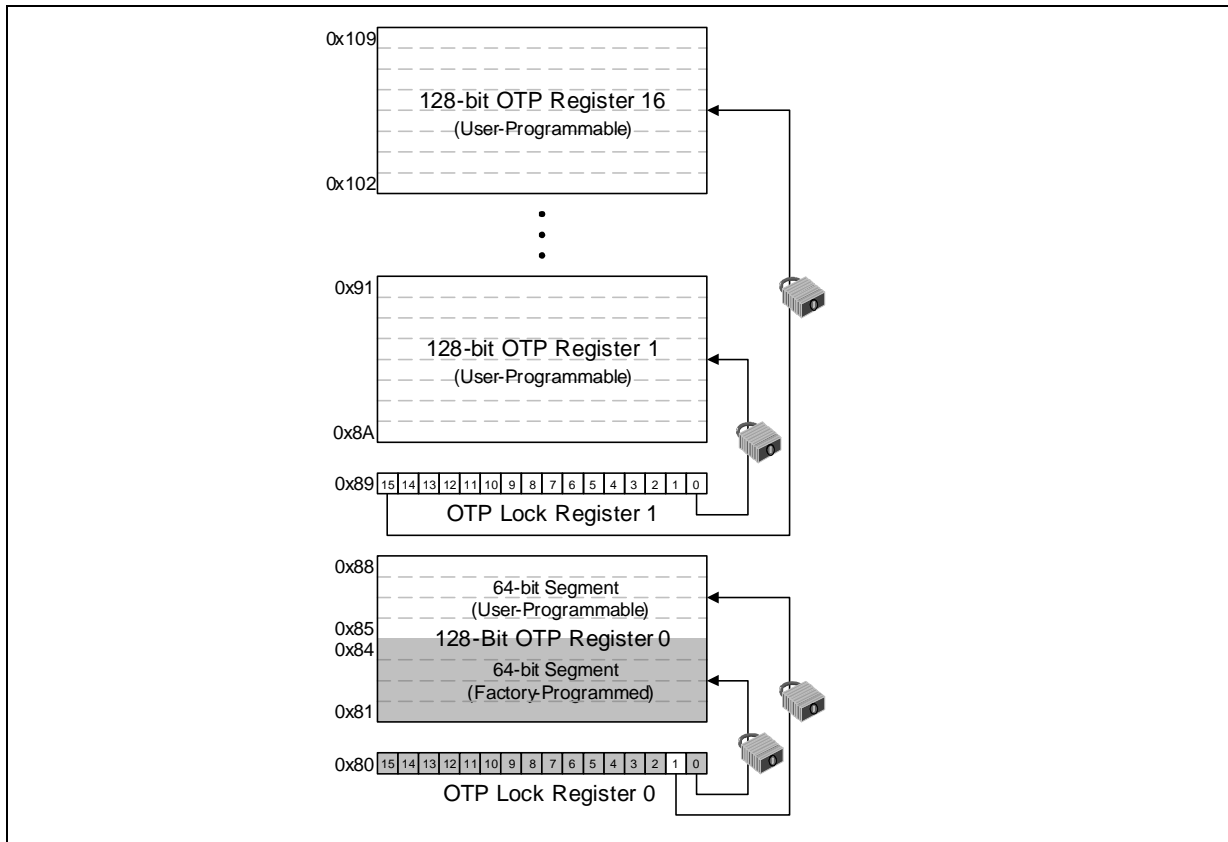 0x109
128-bit OTP Register 16
(User-Programmable)
0x102
0x91
128-bit OTP Register 1
(User-Programmable)
0x8A
0x89 15 14 13 12 11 10 9 8 7 6 5 4 3 2 1 0
OTP Lock Register 1
0x88
64-bit Segment
(User-Programmable)
0x85
128-Bit OTP Register 0
0x84
64-bit Segment
(Factory-Programmed)
0x81
0x80 15 14 13 12 11 10 9 8 7 6 5 4 3 2 1 0
OTP Lock Register 0